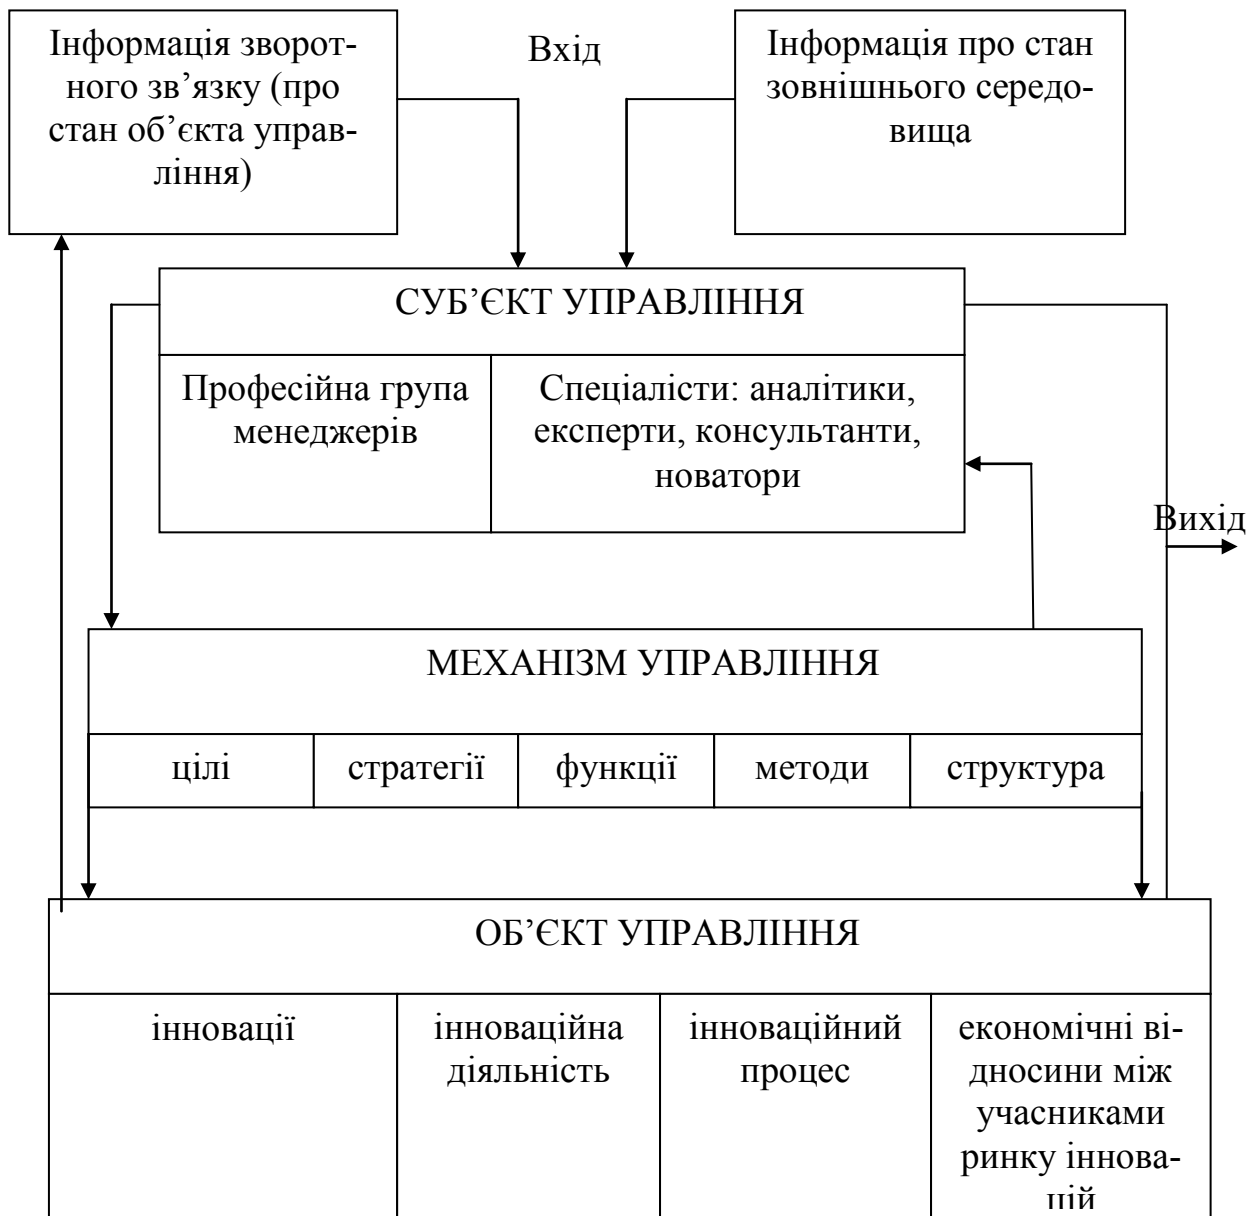 Інформація зворот-
ного зв’язку (про
стан об’єкта управ-
ління)
Вхід
Інформація про стан
зовнішнього середо-
вища
СУБ’ЄКТ УПРАВЛІННЯ
Професійна група
менеджерів
Спеціалісти: аналітики,
експерти, консультанти,
новатори
Вихід
МЕХАНІЗМ УПРАВЛІННЯ
цілі
стратегії
функції
методи
структура
ОБ’ЄКТ УПРАВЛІННЯ
інновації
інноваційна
діяльність
інноваційний
процес
економічні ві-
дносини між
учасниками
ринку іннова-
цій